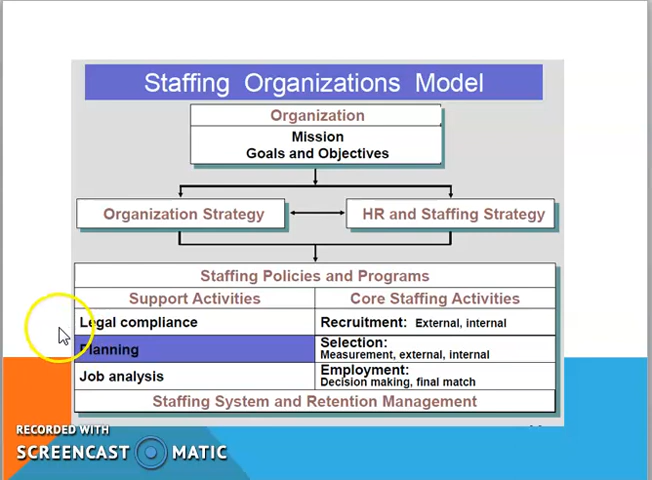 Staffing Organizations Model
Organization
Mission
Goals and Objectives
Organization Strategy
HR and Staffing Strategy
Staffing Policies and Programs
Support Activities
Core Staffing Activities
Legal compliance
Recruitment: External, internal
Planning
Selection:
Measurement, external, internal
Job analysis
Employment:
Decision making, final match
Staffing System and Retention Management
RECORDED WITH
SCREENCAST MATIC